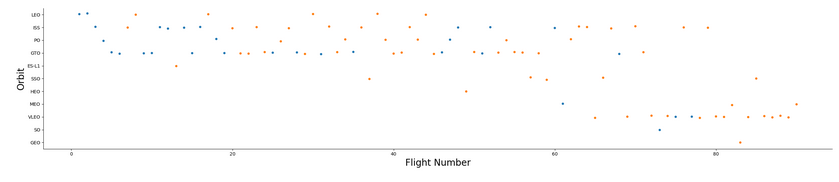 LEO
ISS
PO
GTO
ES-L1
SSO
HEO
MEO
VLEO
SO
GEO
Orbit
0
20
40
60
80
Flight Number